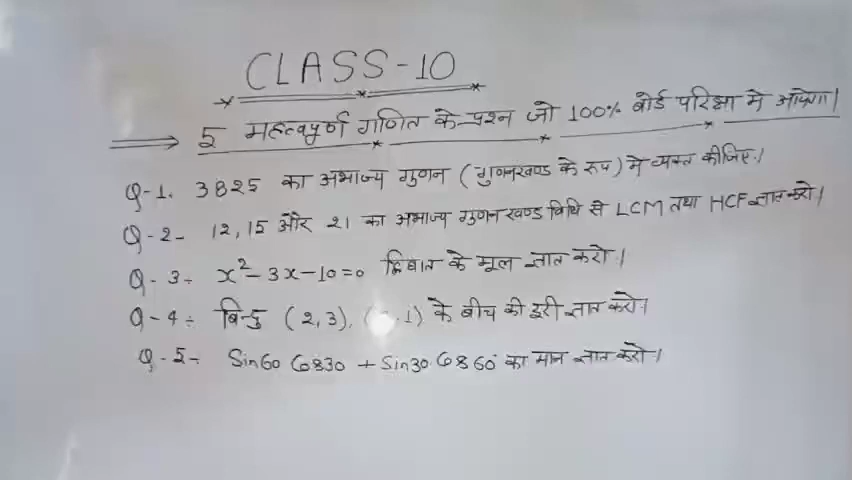 CLASS-10
5 महत्वपूर्ण गणित के प्रश्न जो 100% बोर्ड परिक्षा मे आयेगा।
Q-1. 3825 का अभाज्य गुणन (गुणनखण्ड के रूप) मे व्यक्त कीजिए।
Q-2- 12, 15 और 21 का अभाज्य गुणनखण्ड विधि से LCM तथा HCF ज्ञात करो।
Q-3÷ x²-3x-10=0 द्विघात के मूल ज्ञात करो।
Q-4÷ बिन्दु (2,3), ( ,1) के बीच की दूरी ज्ञात करो।
Q-5- Sin60 Cos30 + Sin30 Cos60° का मान ज्ञात करो।